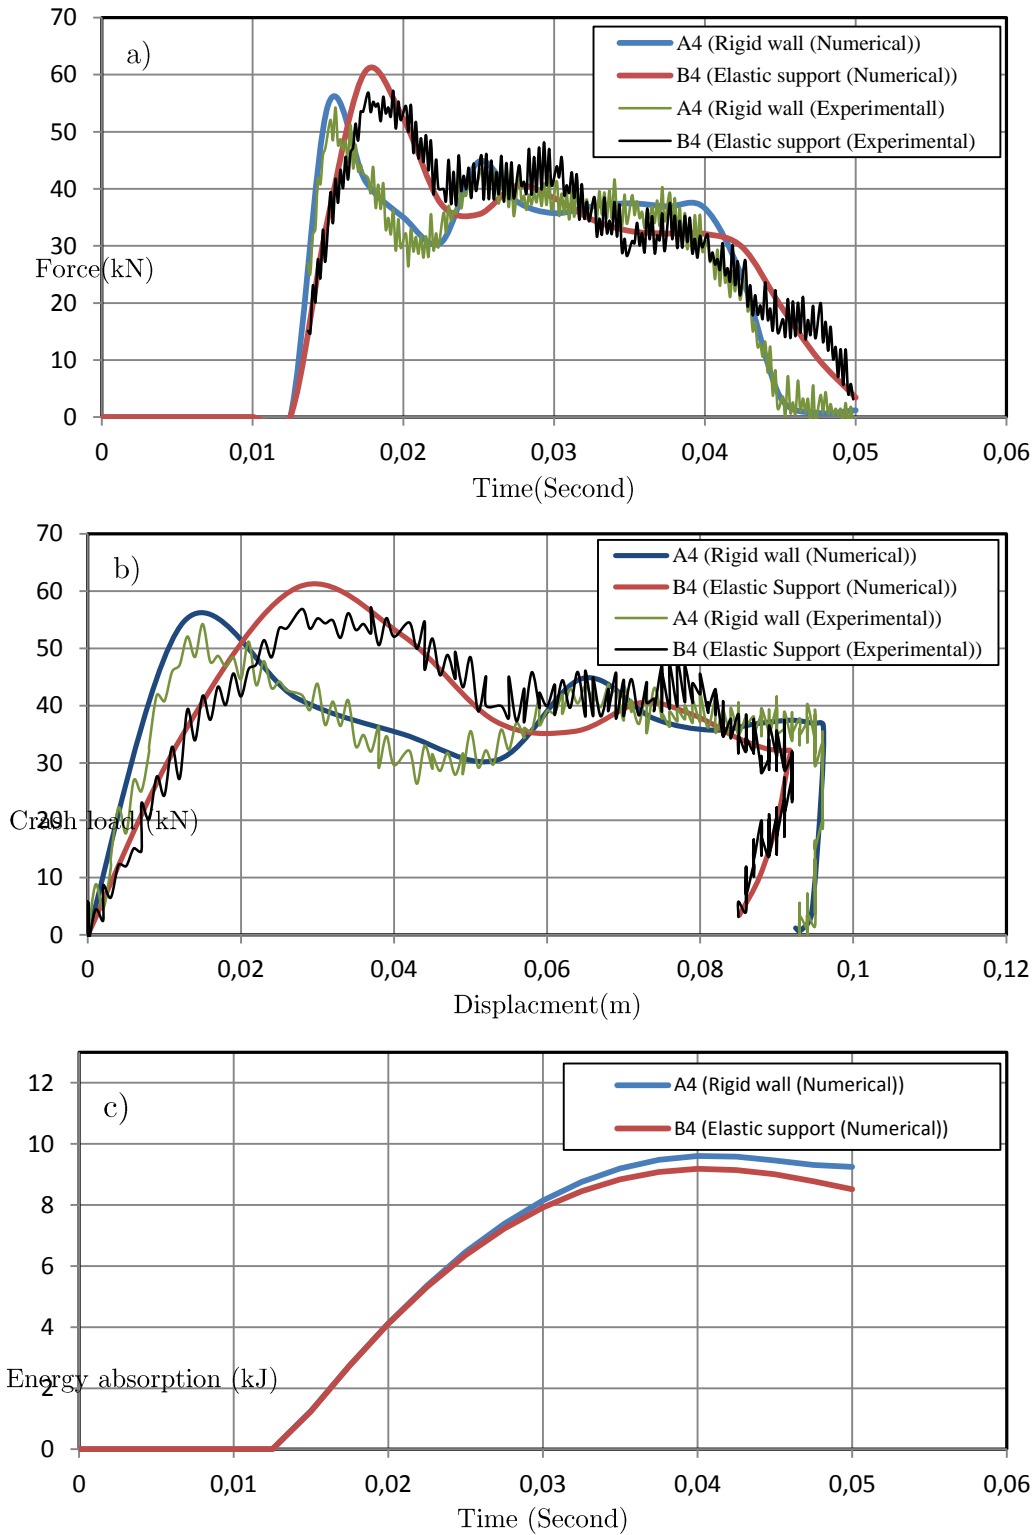 70
60
50
40
30
20
10
0
a)
A4 (Rigid wall (Numerical))
B4 (Elastic support (Numerical))
A4 (Rigid wall (Experimentall)
B4 (Elastic support (Experimental)
Force(kN)
0 0,01 0,02 0,03 0,04 0,05 0,06
Time(Second)
70
60
50
40
30
20
10
0
b)
A4 (Rigid wall (Numerical))
B4 (Elastic Support (Numerical))
A4 (Rigid wall (Experimental))
B4 (Elastic Support (Experimental))
Crash load (kN)
0 0,02 0,04 0,06 0,08 0,1 0,12
Displacment(m)
12
10
8
6
4
2
0
c)
A4 (Rigid wall (Numerical))
B4 (Elastic support (Numerical))
Energy absorption (kJ)
0 0,01 0,02 0,03 0,04 0,05 0,06
Time (Second)